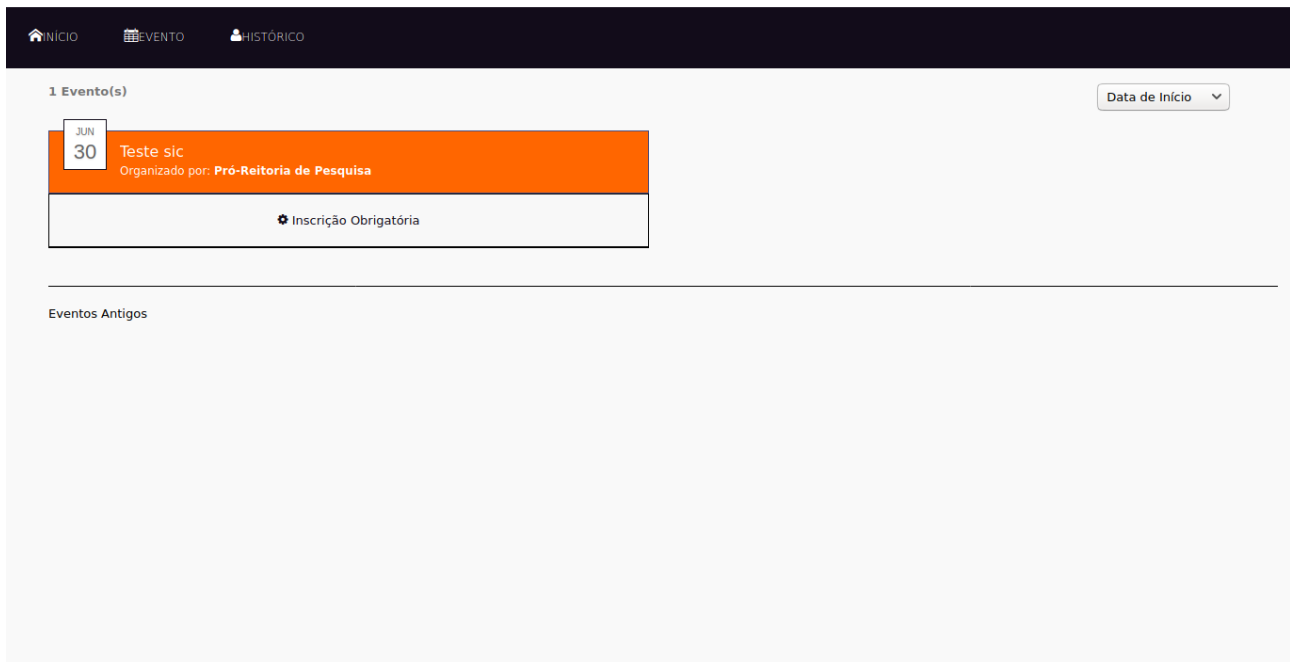 INÍCIO EVENTO HISTÓRICO
1 Evento(s)
Data de Início
JUN
30
Teste sic
Organizado por: Pró-Reitoria de Pesquisa
Inscrição Obrigatória
Eventos Antigos